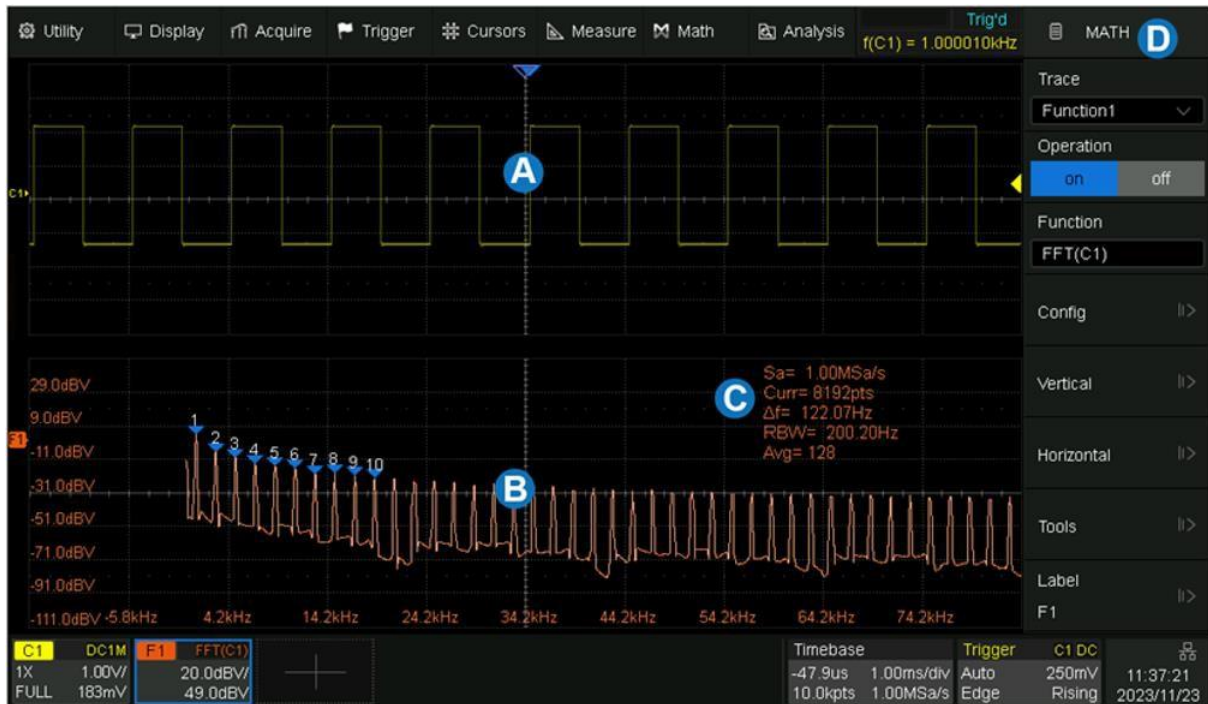 Utility Display Acquire Trigger Cursors Measure Math Analysis
Trig'd
f(C1) = 1.000010kHz
MATH D
Trace
Function1
Operation
on off
Function
FFT(C1)
Config
Vertical
Horizontal
Tools
Label
F1
A
C1
29.0dBV
9.0dBV
F1
-11.0dBV
-31.0dBV
-51.0dBV
-71.0dBV
-91.0dBV
-111.0dBV -5.8kHz 4.2kHz 14.2kHz 24.2kHz 34.2kHz 44.2kHz 54.2kHz 64.2kHz 74.2kHz
1 2 3 4 5 6 7 8 9 10
B
C
Sa= 1.00MSa/s
Curr= 8192pts
Δf= 122.07Hz
RBW= 200.20Hz
Avg= 128
C1 DC1M
1X 1.00V/
FULL 183mV
F1 FFT(C1)
20.0dBV/
49.0dBV
Timebase
-47.9us 1.00ms/div
10.0kpts 1.00MSa/s
Trigger C1 DC
Auto 250mV
Edge Rising
11:37:21
2023/11/23